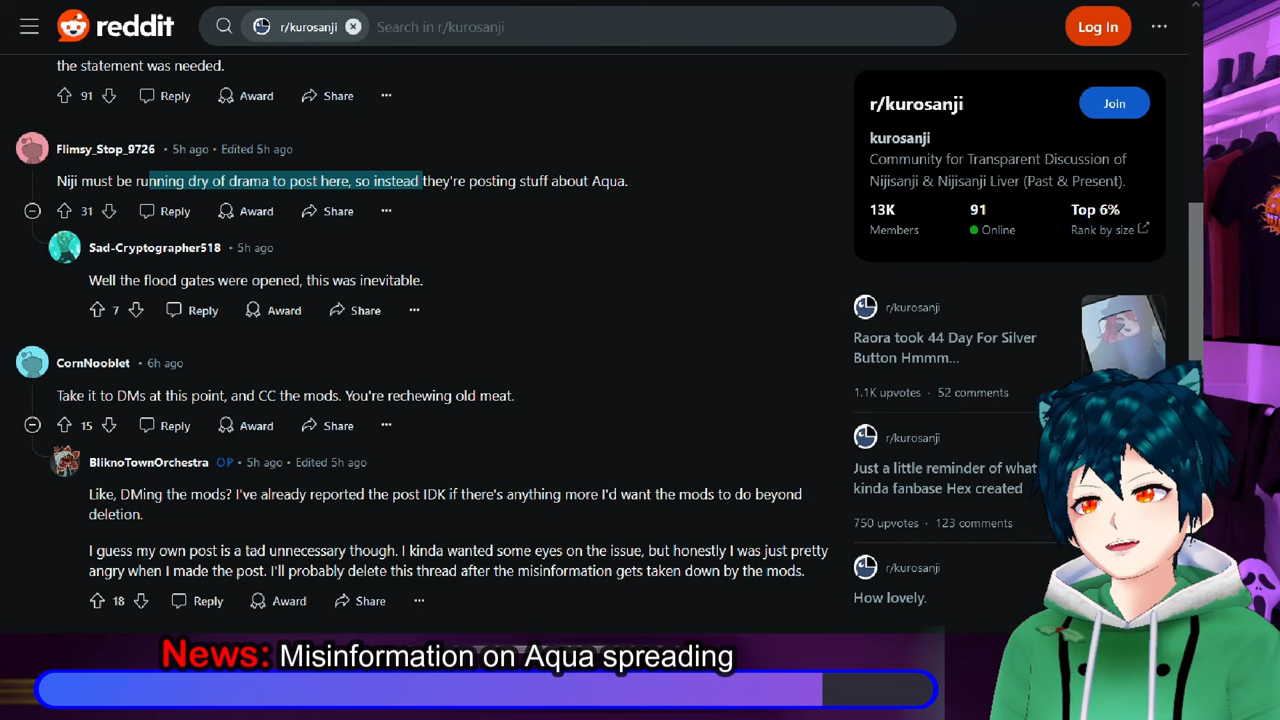 reddit
r/kurosanji
Search in r/kurosanji
Log In
the statement was needed.
91
Reply
Award
Share
Flimsy_Stop_9726 • 5h ago • Edited 5h ago
Niji must be running dry of drama to post here, so instead they're posting stuff about Aqua.
31
Reply
Award
Share
Sad-Cryptographer518 • 5h ago
Well the flood gates were opened, this was inevitable.
7
Reply
Award
Share
CornNooblet • 6h ago
Take it to DMs at this point, and CC the mods. You're rechewing old meat.
15
Reply
Award
Share
BliknoTownOrchestra OP • 5h ago • Edited 5h ago
Like, DMing the mods? I've already reported the post IDK if there's anything more I'd want the mods to do beyond
deletion.
I guess my own post is a tad unnecessary though. I kinda wanted some eyes on the issue, but honestly I was just pretty
angry when I made the post. I'll probably delete this thread after the misinformation gets taken down by the mods.
18
Reply
Award
Share
r/kurosanji
Join
kurosanji
Community for Transparent Discussion of
Nijisanji & Nijisanji Liver (Past & Present).
13K
91
Top 6%
Members
Online
Rank by size
r/kurosanji
Raora took 44 Day For Silver
Button Hmmm...
1.1K upvotes • 52 comments
r/kurosanji
Just a little reminder of what
kinda fanbase Hex created
750 upvotes • 123 comments
r/kurosanji
How lovely.
News: Misinformation on Aqua spreading